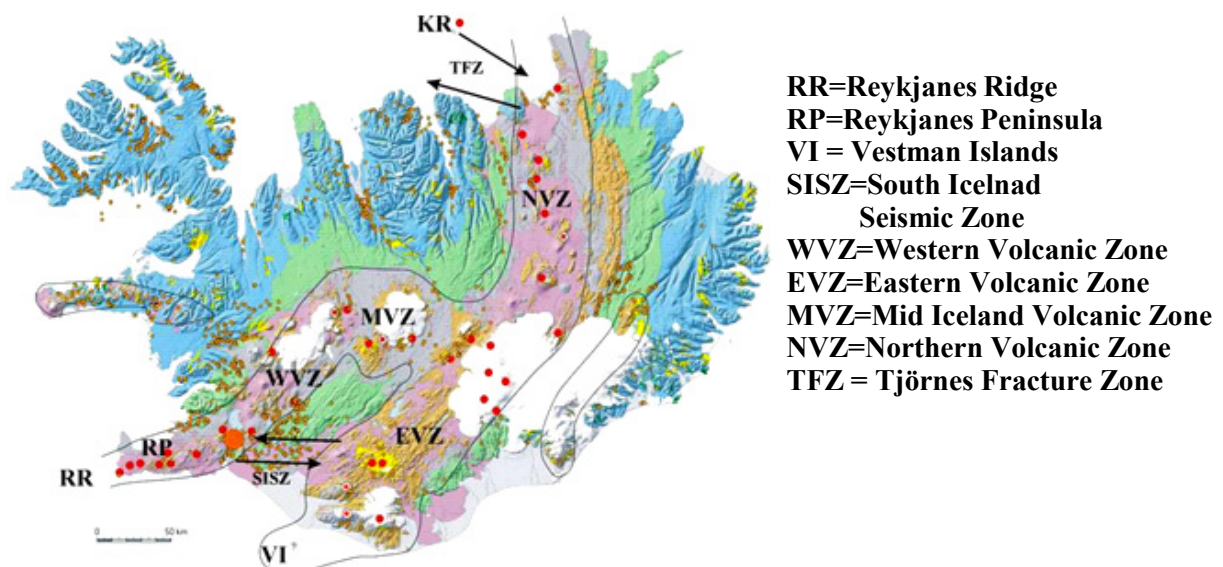 KR
TFZ
NVZ
MVZ
WVZ
EVZ
RP
RR
SISZ
VI
0 50 km
RR=Reykjanes Ridge
RP=Reykjanes Peninsula
VI = Vestman Islands
SISZ=South Icelnad
Seismic Zone
WVZ=Western Volcanic Zone
EVZ=Eastern Volcanic Zone
MVZ=Mid Iceland Volcanic Zone
NVZ=Northern Volcanic Zone
TFZ = Tjörnes Fracture Zone